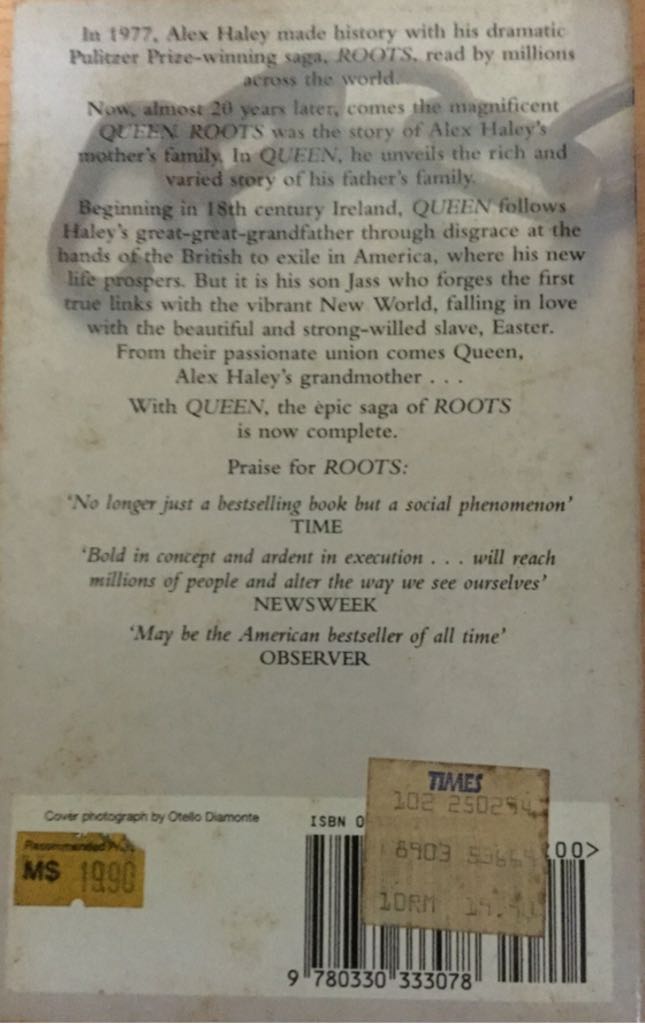 In 1977, Alex Haley made history with his dramatic
Pulitzer Prize-winning saga, ROOTS, read by millions
across the world.
Now, almost 20 years later, comes the magnificent
QUEEN. ROOTS was the story of Alex Haley's
mother's family. In QUEEN, he unveils the rich and
varied story of his father's family.
Beginning in 18th century Ireland, QUEEN follows
Haley's great-great-grandfather through disgrace at the
hands of the British to exile in America, where his new
life prospers. But it is his son Jass who forges the first
true links with the vibrant New World, falling in love
with the beautiful and strong-willed slave, Easter.
From their passionate union comes Queen,
Alex Haley's grandmother . . .
With QUEEN, the epic saga of ROOTS
is now complete.
Praise for ROOTS:
'No longer just a bestselling book but a social phenomenon'
TIME
'Bold in concept and ardent in execution . . . will reach
millions of people and alter the way we see ourselves'
NEWSWEEK
'May be the American bestseller of all time'
OBSERVER
Cover photograph by Otello Diamonte
Recommended
M$ 19.90
ISBN 0
TIMES
102 250294
8903
10RM
00>
9 780330 333078